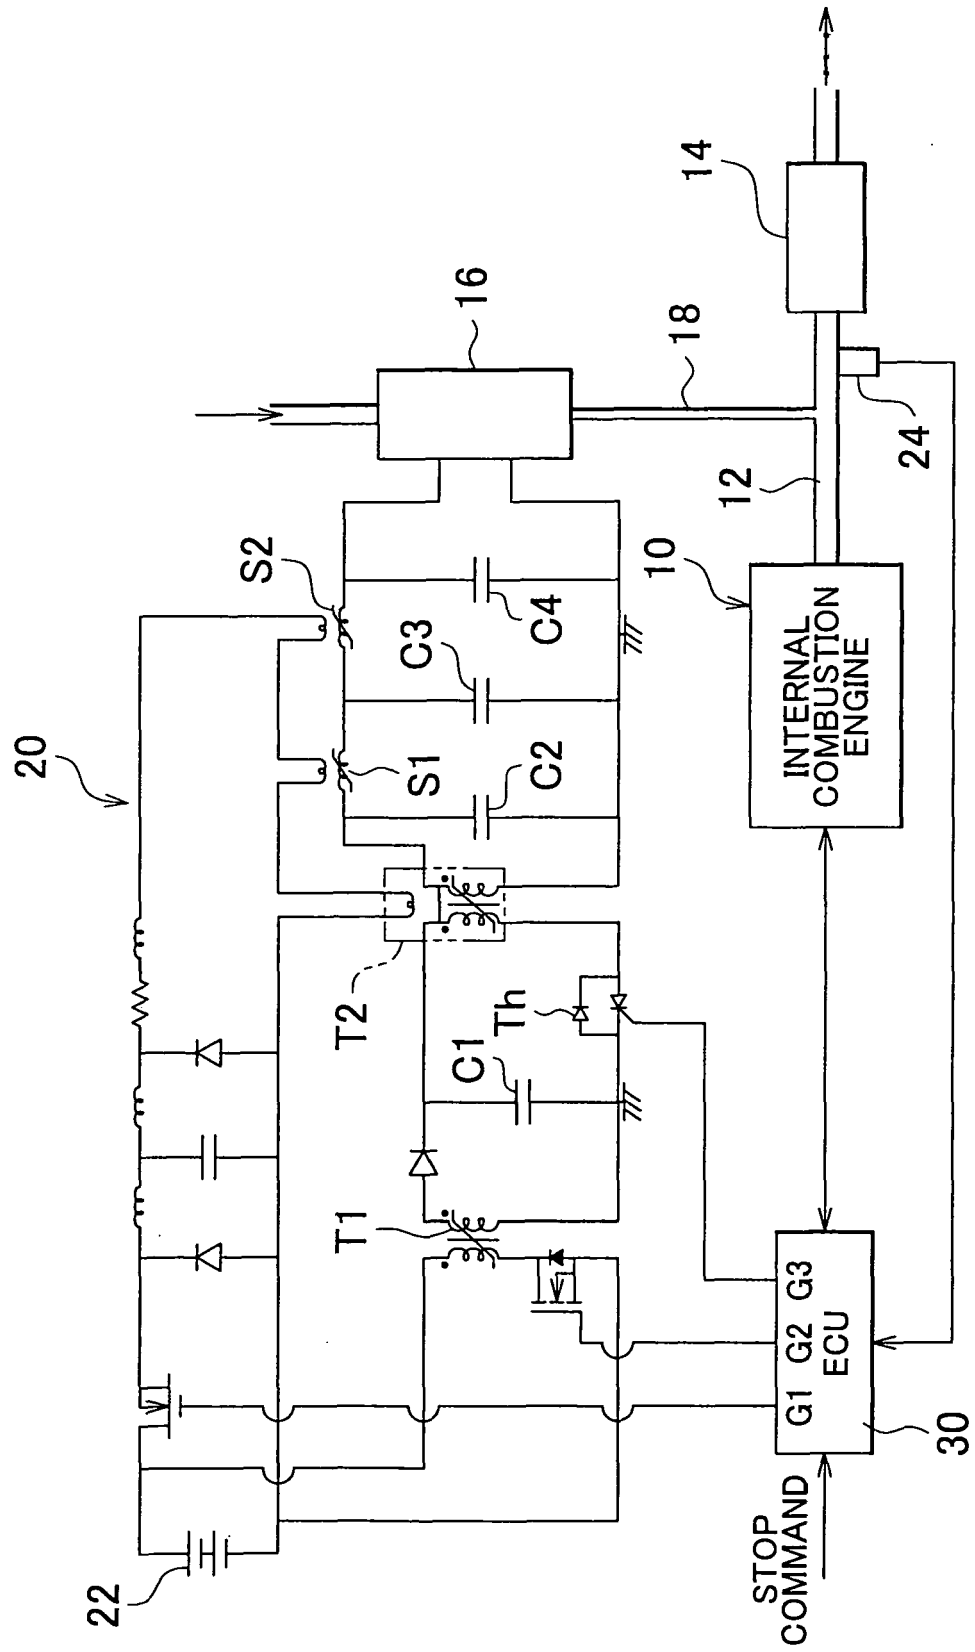 20
22
S2
S1
T2
T1
C1
Th
C2
C3
C4
16
18
14
12
24
10
INTERNAL
COMBUSTION
ENGINE
G1 G2 G3
ECU
30
STOP
COMMAND